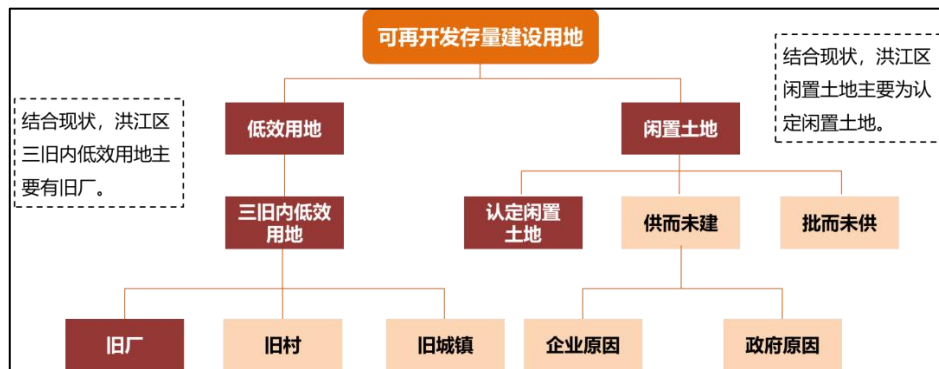 可再开发存量建设用地
结合现状，洪江区
闲置土地主要为认
定闲置土地。
结合现状，洪江区
三旧内低效用地主
要有旧厂。
低效用地
闲置土地
三旧内低效
用地
认定闲置
土地
供而未建
批而未供
旧厂
旧村
旧城镇
企业原因
政府原因